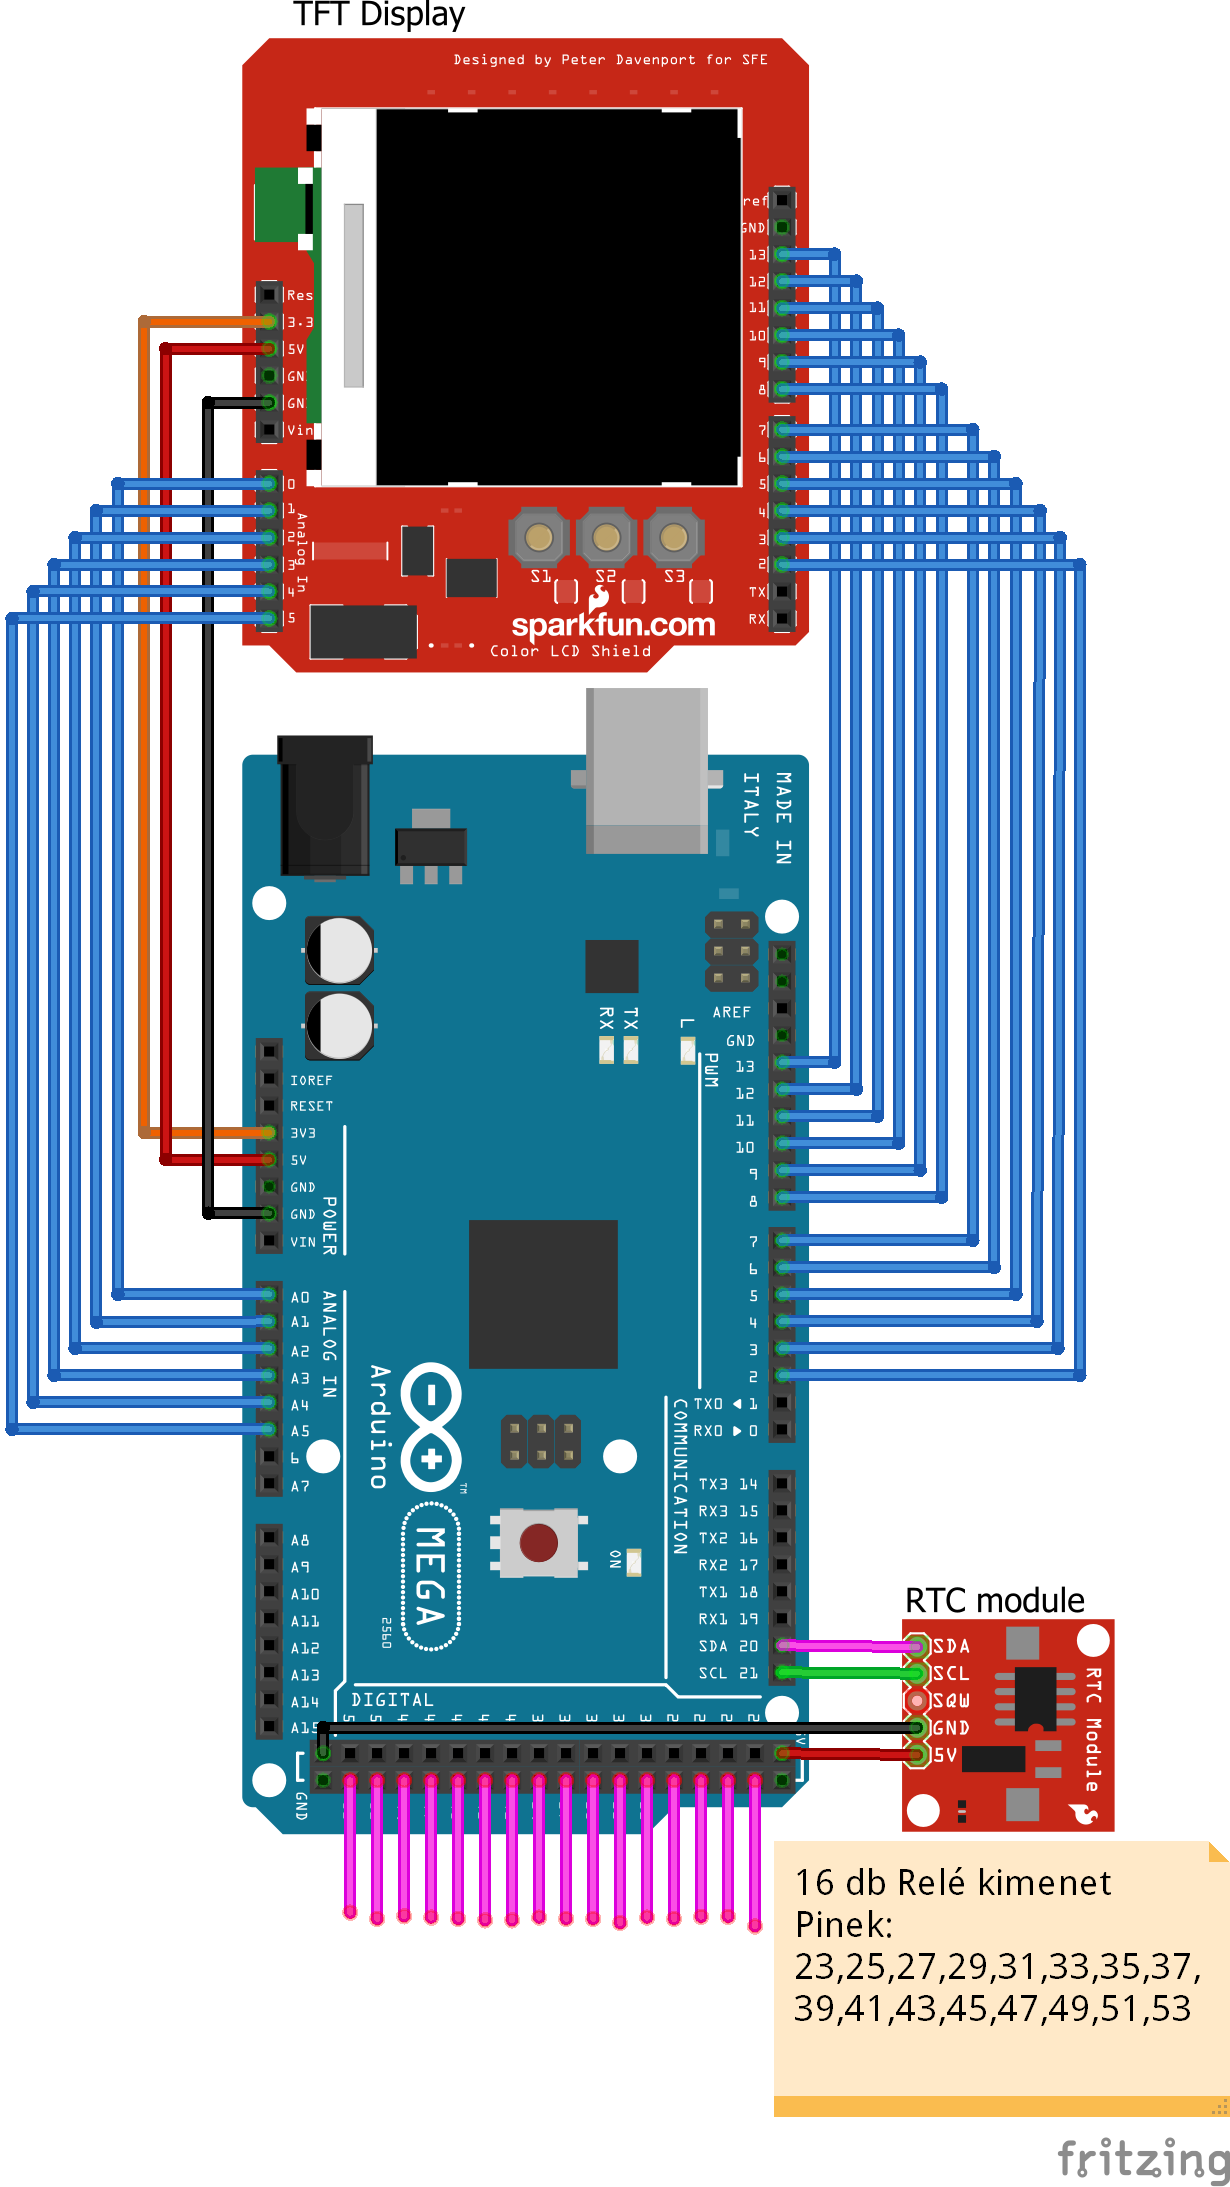 TFT Display
Designed by Peter Davenport for SFE
ref
GND
13
12
11
10
9
8
7
6
5
4
3
2
TX
RX
Res
3.3
5V
GN
GN
Vin
0
1
2
3
4
5
Analog In
S1 S2 S3
sparkfun.com
Color LCD Shield
MADE IN
ITALY
RX TX L
AREF
GND
13
12
11
10
9
8
PWM
7
6
5
4
3
2
TX0 ◀ 1
RX0 ▶ 0
COMMUNICATION
TX3 14
RX3 15
TX2 16
RX2 17
TX1 18
RX1 19
SDA 20
SCL 21
IOREF
RESET
3V3
5V
GND
GND
VIN
POWER
A0
A1
A2
A3
A4
A5
6
A7
ANALOG IN
A8
A9
A10
A11
A12
A13
A14
A15
Arduino
TM
MEGA
2560
ON
DIGITAL
GND
RTC module
SDA
SCL
SQW
GND
5V
RTC Module
16 db Relé kimenet
Pinek:
23,25,27,29,31,33,35,37,
39,41,43,45,47,49,51,53
fritzing